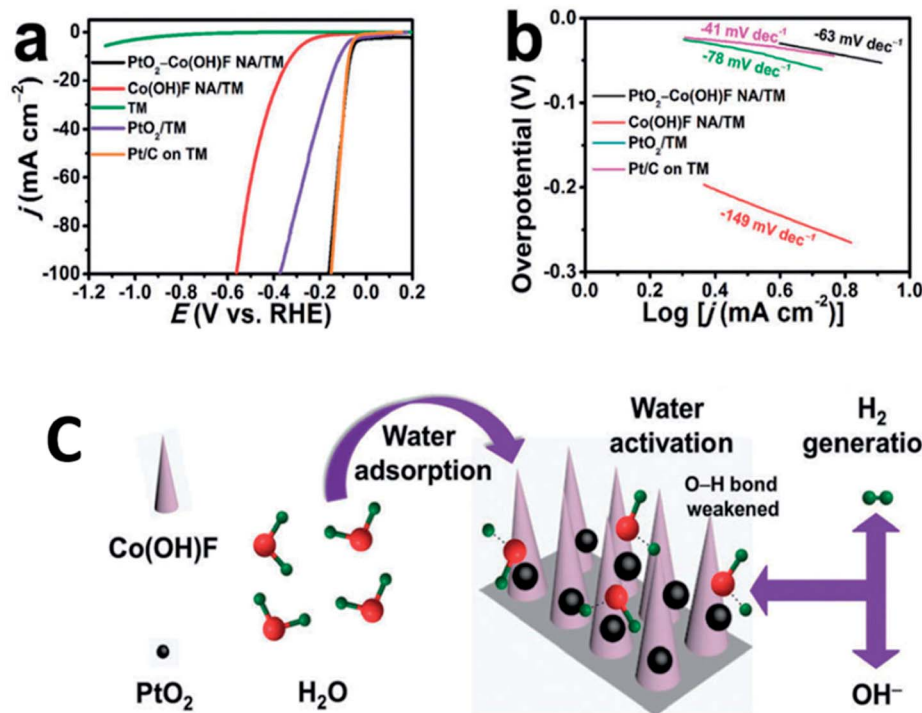 a
j (mA cm⁻²)
0
-20
-40
-60
-80
-100
PtO₂–Co(OH)F NA/TM
Co(OH)F NA/TM
TM
PtO₂/TM
Pt/C on TM
-1.2
-0.8
-0.6
-0.4
-0.2
0.0
0.2
E (V vs. RHE)
b
Overpotential (V)
0.0
-0.1
-0.2
-0.3
-41 mV dec⁻¹
-63 mV dec⁻¹
-78 mV dec⁻¹
PtO₂–Co(OH)F NA/TM
Co(OH)F NA/TM
PtO₂/TM
Pt/C on TM
-149 mV dec⁻¹
0.0
0.2
0.4
0.6
0.8
1.0
Log [j (mA cm⁻²)]
C
Co(OH)F
PtO₂
H₂O
Water
adsorption
Water
activation
O–H bond
weakened
H₂
generatio
OH⁻